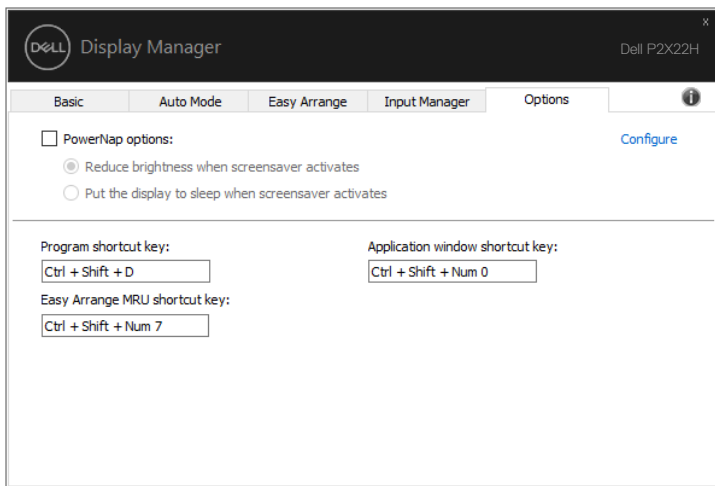 x
DELL Display Manager
Dell P2X22H
Basic Auto Mode Easy Arrange Input Manager Options i
PowerNap options: Configure
Reduce brightness when screensaver activates
Put the display to sleep when screensaver activates
Program shortcut key: Application window shortcut key:
Ctrl + Shift + D Ctrl + Shift + Num 0
Easy Arrange MRU shortcut key:
Ctrl + Shift + Num 7